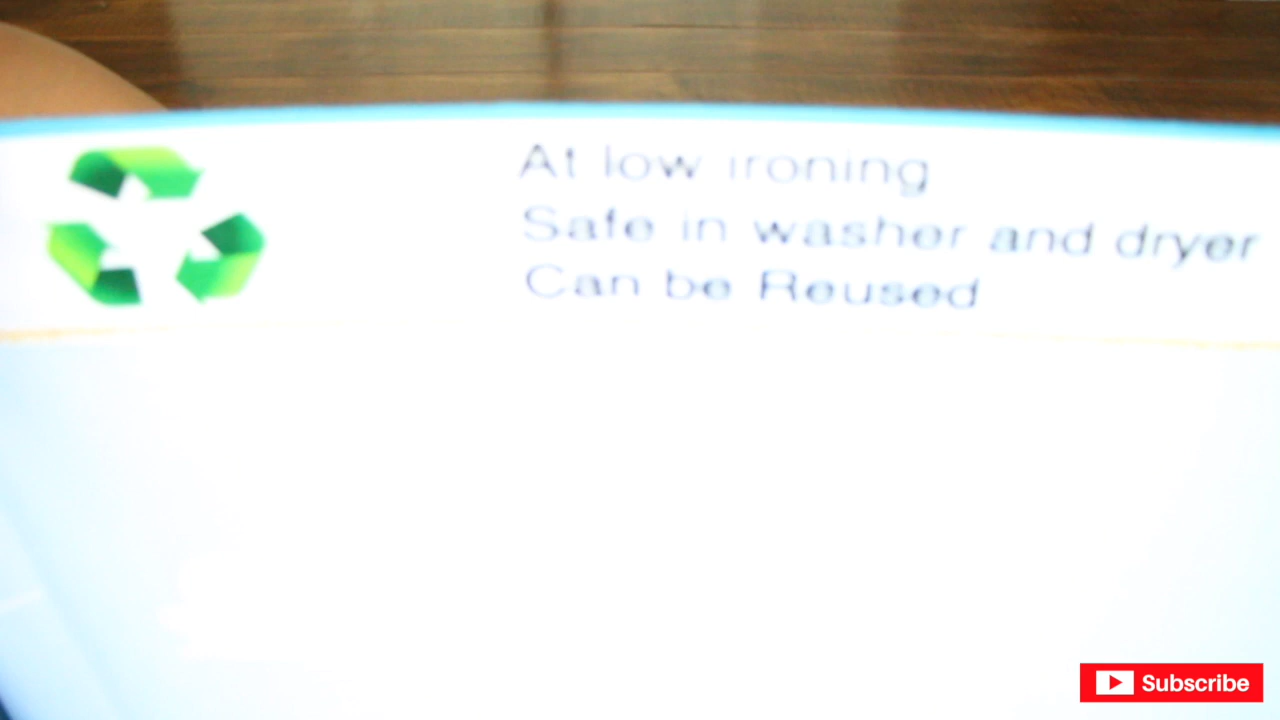 At low ironing
Safe in washer and dryer
Can be Reused
Subscribe